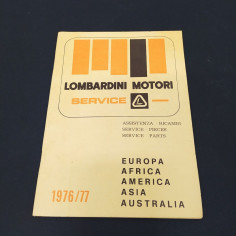 LOMBARDINI MOTORI
SERVICE
ASSISTENZA RICAMBI
SERVICE PIECES
SERVICE PARTS
EUROPA
AFRICA
AMERICA
ASIA
AUSTRALIA
1976/77